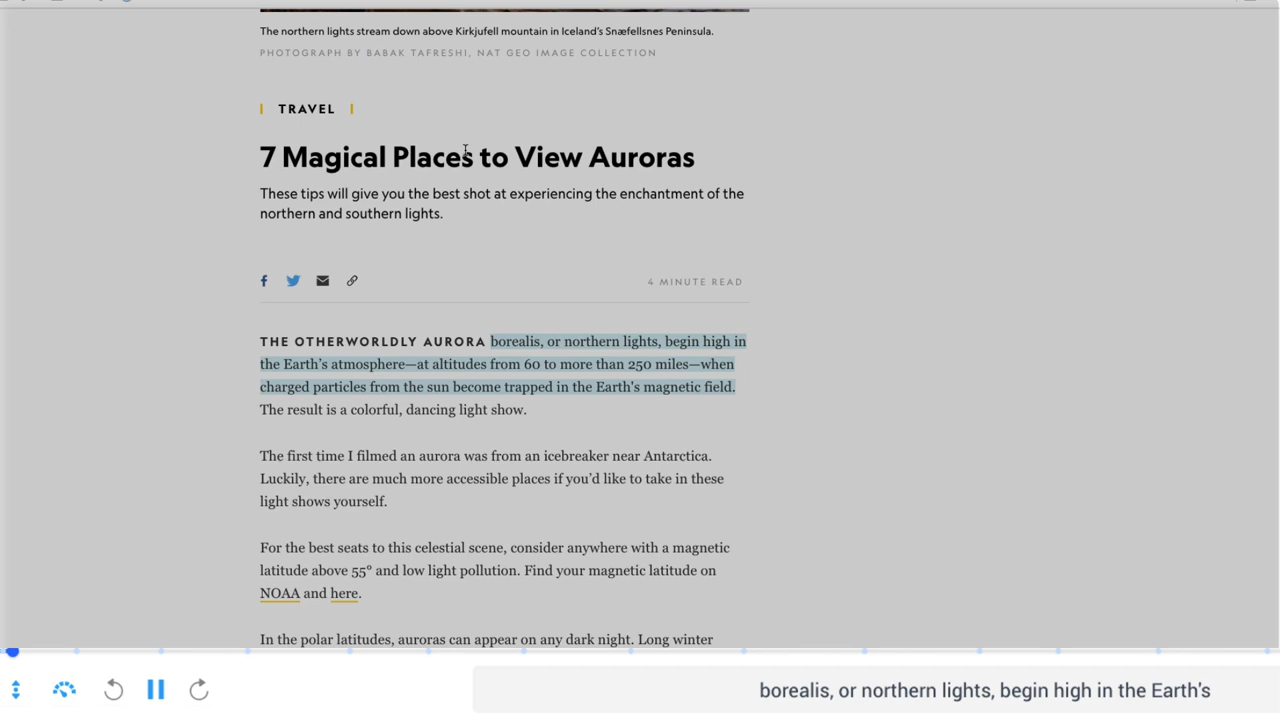 The northern lights stream down above Kirkjufell mountain in Iceland's Snæfellsnes Peninsula.
PHOTOGRAPH BY BABAK TAFRESHI, NAT GEO IMAGE COLLECTION
TRAVEL
7 Magical Places to View Auroras
These tips will give you the best shot at experiencing the enchantment of the
northern and southern lights.
4 MINUTE READ
THE OTHERWORLDLY AURORA borealis, or northern lights, begin high in
the Earth's atmosphere—at altitudes from 60 to more than 250 miles—when
charged particles from the sun become trapped in the Earth's magnetic field.
The result is a colorful, dancing light show.
The first time I filmed an aurora was from an icebreaker near Antarctica.
Luckily, there are much more accessible places if you'd like to take in these
light shows yourself.
For the best seats to this celestial scene, consider anywhere with a magnetic
latitude above 55° and low light pollution. Find your magnetic latitude on
NOAA and here.
In the polar latitudes, auroras can appear on any dark night. Long winter
borealis, or northern lights, begin high in the Earth's